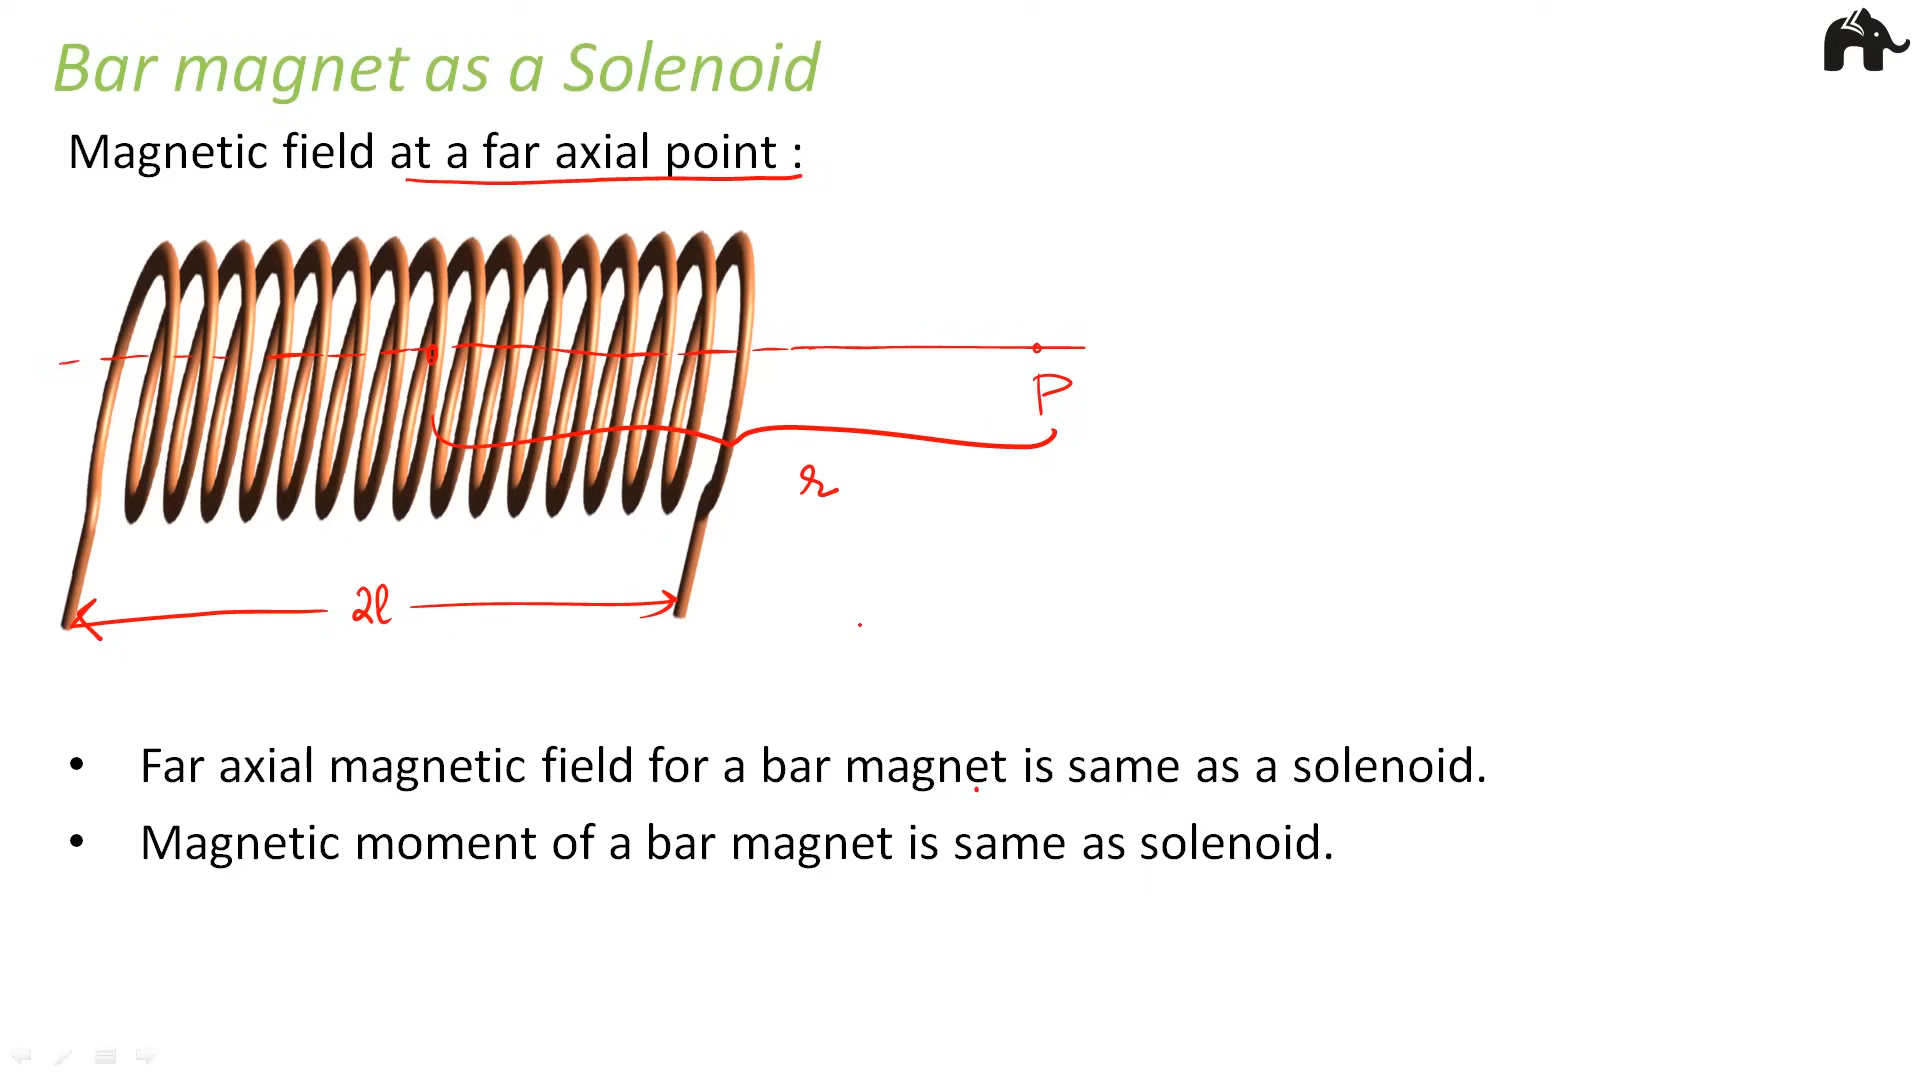 Bar magnet as a Solenoid
Magnetic field at a far axial point :
P
r
2l
• Far axial magnetic field for a bar magnet is same as a solenoid.
• Magnetic moment of a bar magnet is same as solenoid.